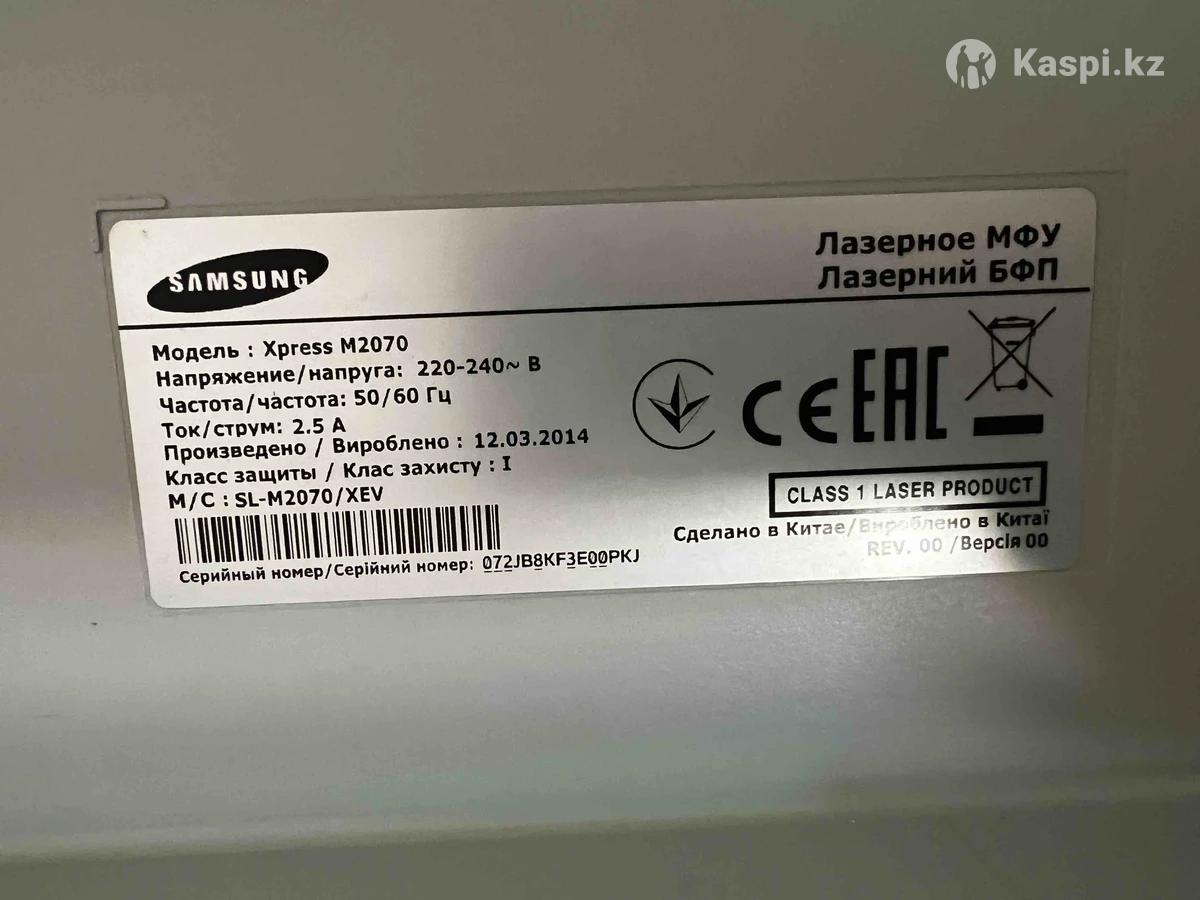 Kaspi.kz
SAMSUNG
Лазерное МФУ
Лазерний БФП
Модель : Xpress M2070
Напряжение/напруга: 220-240~ В
Частота/частота: 50/60 Гц
Ток/струм: 2.5 А
Произведено / Вироблено : 12.03.2014
Класс защиты / Клас захисту : I
М/С : SL-M2070/XEV
CE EAC
CLASS 1 LASER PRODUCT
Сделано в Китае/Вироблено в Китаї
REV. 00 /Версія 00
Серийный номер/Серійний номер: 072JB8KF3E00PKJ